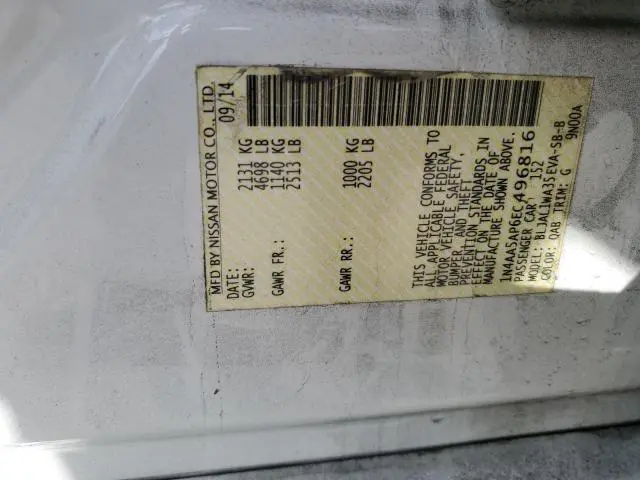 MFD BY NISSAN MOTOR CO., LTD.
DATE: 09/14
GVWR: 2131 KG
4698 LB
GAWR FR.: 1140 KG
2513 LB
GAWR RR.: 1000 KG
2205 LB
THIS VEHICLE CONFORMS TO
ALL APPLICABLE FEDERAL
MOTOR VEHICLE SAFETY,
BUMPER, AND THEFT
PREVENTION STANDARDS IN
EFFECT ON THE DATE OF
MANUFACTURE SHOWN ABOVE.
1N4AA5AP6EC496816
PASSENGER CAR 152
MODEL: BLJALWA35EVA-SB-B
COLOR: QAB TRIM: G 9N00A